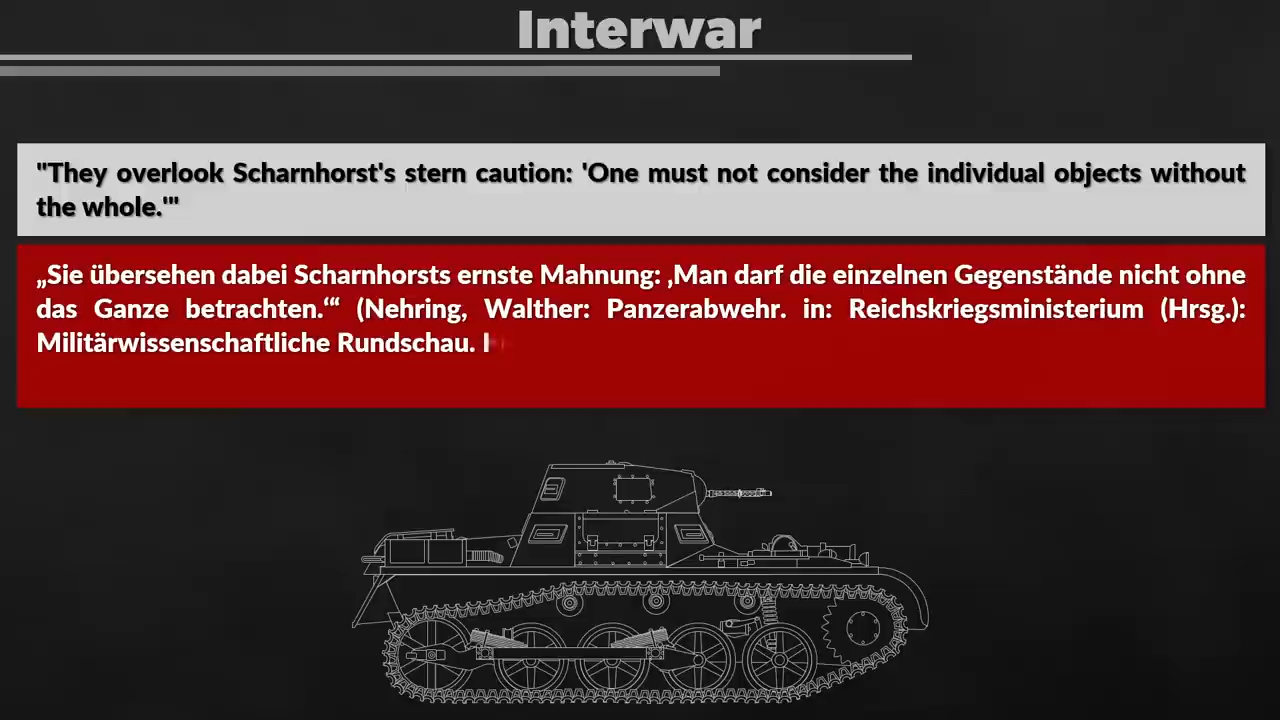 Interwar
"They overlook Scharnhorst's stern caution: 'One must not consider the individual objects without
the whole.'"
„Sie übersehen dabei Scharnhorsts ernste Mahnung: ‚Man darf die einzelnen Gegenstände nicht ohne
das Ganze betrachten.‘“ (Nehring, Walther: Panzerabwehr. in: Reichskriegsministerium (Hrsg.):
Militärwissenschaftliche Rundschau.